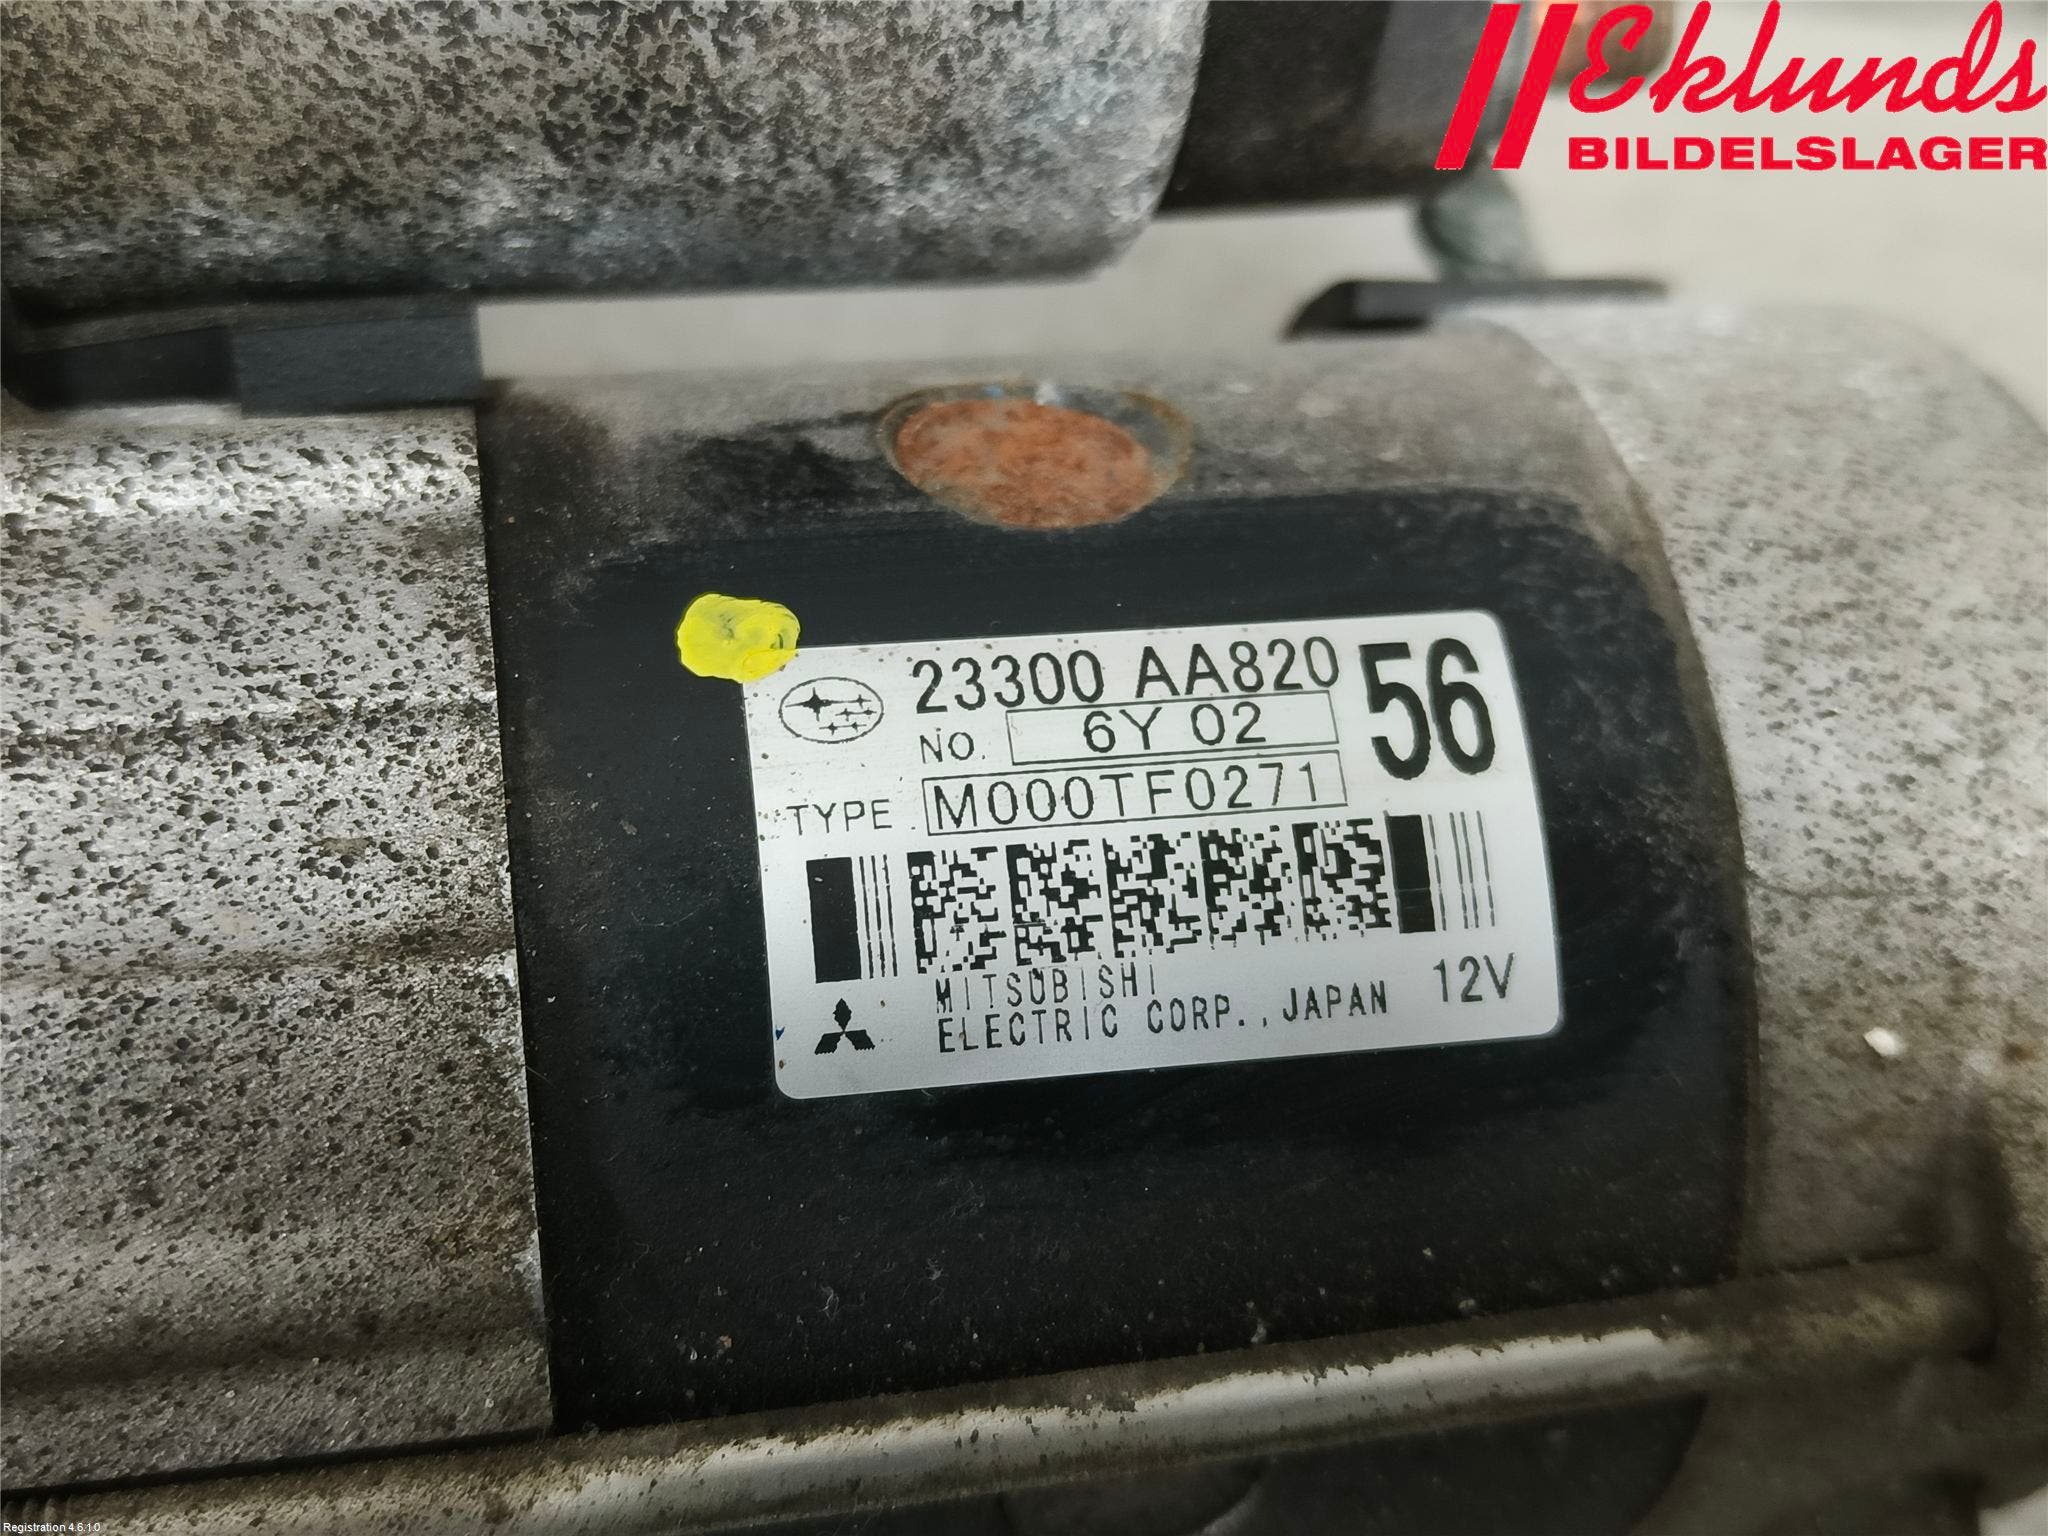 Eklunds
BILDELSLAGER
23300 AA820
56
NO. 6Y 02
TYPE M000TF0271
MITSUBISHI
ELECTRIC CORP., JAPAN
12V
Registration 4.6.1.0